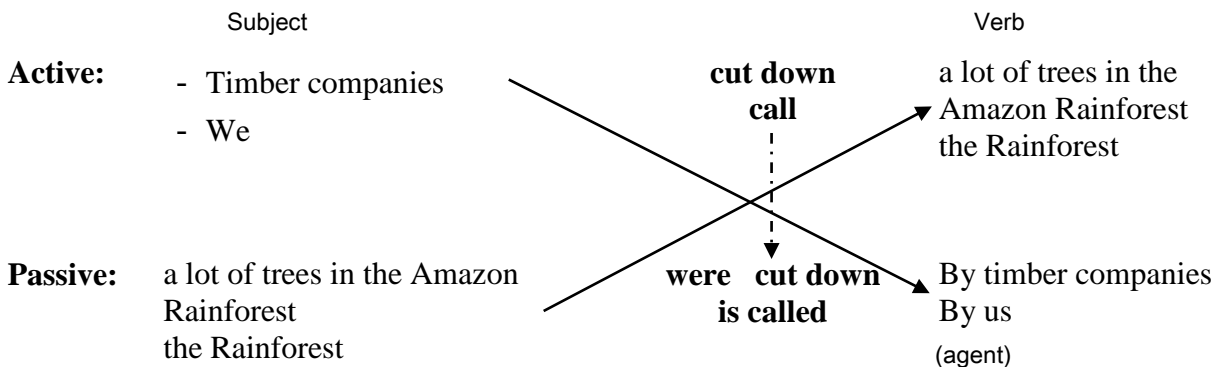 Subject Verb
Active: - Timber companies cut down a lot of trees in the
- We call Amazon Rainforest
the Rainforest
Passive: a lot of trees in the Amazon were cut down By timber companies
Rainforest is called By us
the Rainforest (agent)